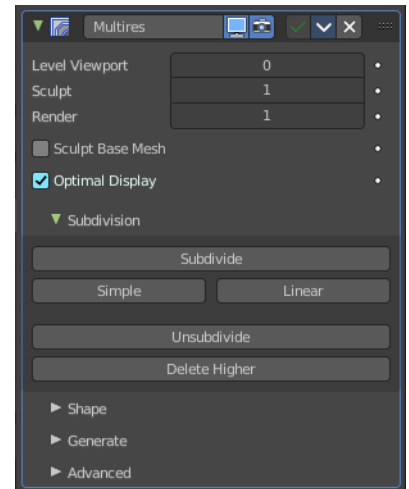 Multires
Level Viewport 0
Sculpt 1
Render 1
Sculpt Base Mesh
Optimal Display
Subdivision
Subdivide
Simple Linear
Unsubdivide
Delete Higher
Shape
Generate
Advanced